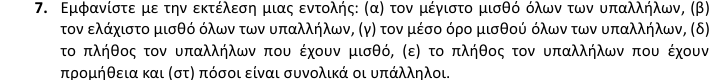 7. Εμφανίστε με την εκτέλεση μιας εντολής: (α) τον μέγιστο μισθό όλων των υπαλλήλων, (β)
τον ελάχιστο μισθό όλων των υπαλλήλων, (γ) τον μέσο όρο μισθού όλων των υπαλλήλων, (δ)
το πλήθος τον υπαλλήλων που έχουν μισθό, (ε) το πλήθος τον υπαλλήλων που έχουν
προμήθεια και (στ) πόσοι είναι συνολικά οι υπάλληλοι.